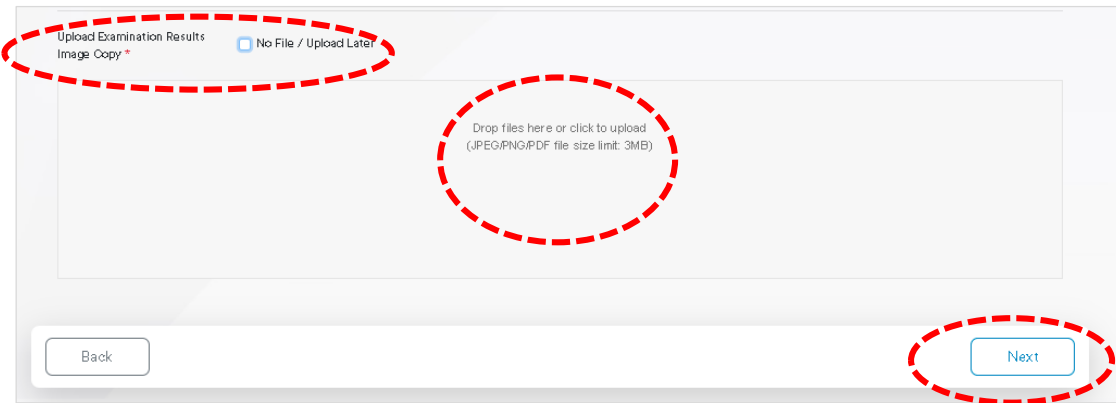 Upload Examination Results
Image Copy *
No File / Upload Later
Drop files here or click to upload
(JPEG/PNG/PDF file size limit: 3MB)
Back
Next